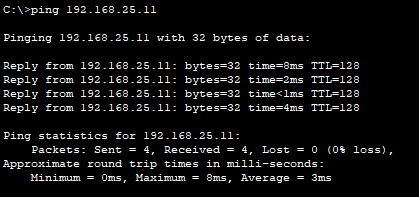 C:\>ping 192.168.25.11
Pinging 192.168.25.11 with 32 bytes of data:
Reply from 192.168.25.11: bytes=32 time=8ms TTL=128
Reply from 192.168.25.11: bytes=32 time=2ms TTL=128
Reply from 192.168.25.11: bytes=32 time<1ms TTL=128
Reply from 192.168.25.11: bytes=32 time=4ms TTL=128
Ping statistics for 192.168.25.11:
Packets: Sent = 4, Received = 4, Lost = 0 (0% loss),
Approximate round trip times in milli-seconds:
Minimum = 0ms, Maximum = 8ms, Average = 3ms